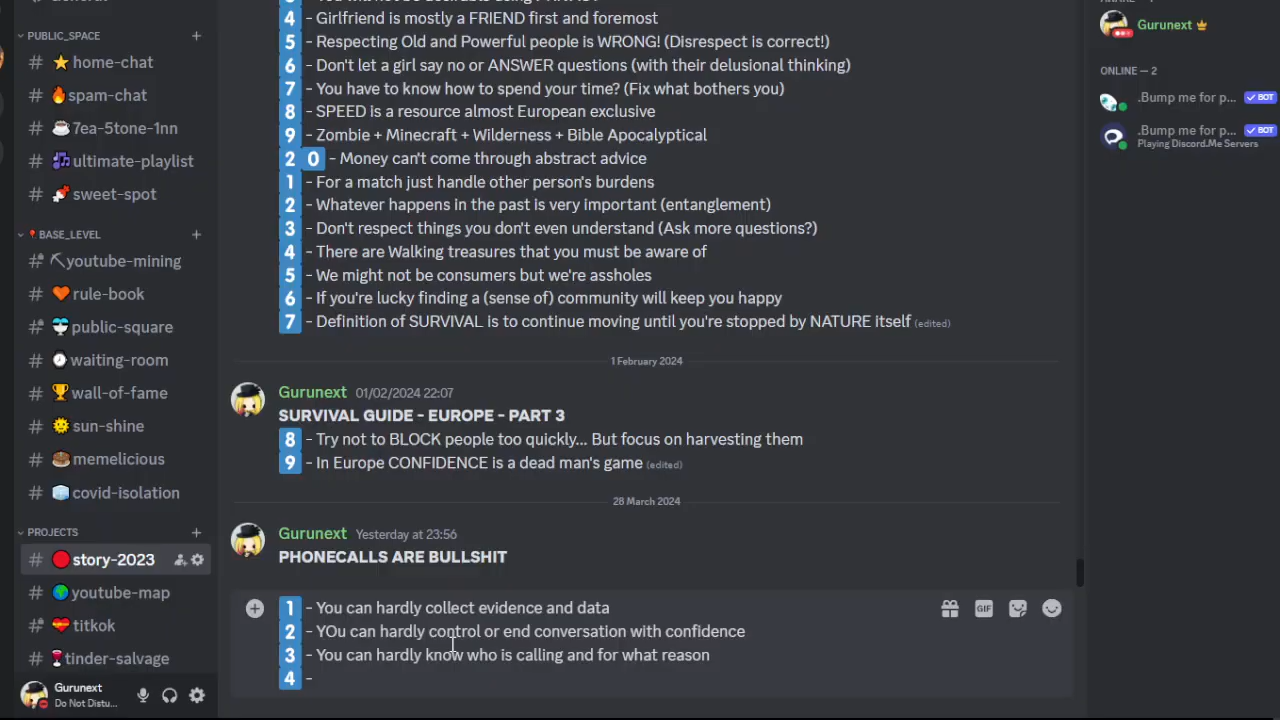 PUBLIC_SPACE
# home-chat
# spam-chat
# 7ea-5tone-1nn
# ultimate-playlist
# sweet-spot
BASE_LEVEL
# youtube-mining
# rule-book
# public-square
# waiting-room
# wall-of-fame
# sun-shine
# memelicious
# covid-isolation
PROJECTS
# story-2023
# youtube-map
# titkok
# tinder-salvage
Gurunext
Do Not Distu...
4 - Girlfriend is mostly a FRIEND first and foremost
5 - Respecting Old and Powerful people is WRONG! (Disrespect is correct!)
6 - Don't let a girl say no or ANSWER questions (with their delusional thinking)
7 - You have to know how to spend your time? (Fix what bothers you)
8 - SPEED is a resource almost European exclusive
9 - Zombie + Minecraft + Wilderness + Bible Apocalyptical
2 0 - Money can't come through abstract advice
1 - For a match just handle other person's burdens
2 - Whatever happens in the past is very important (entanglement)
3 - Don't respect things you don't even understand (Ask more questions?)
4 - There are Walking treasures that you must be aware of
5 - We might not be consumers but we're assholes
6 - If you're lucky finding a (sense of) community will keep you happy
7 - Definition of SURVIVAL is to continue moving until you're stopped by NATURE itself (edited)
1 February 2024
Gurunext 01/02/2024 22:07
SURVIVAL GUIDE - EUROPE - PART 3
8 - Try not to BLOCK people too quickly... But focus on harvesting them
9 - In Europe CONFIDENCE is a dead man's game (edited)
28 March 2024
Gurunext Yesterday at 23:56
PHONECALLS ARE BULLSHIT
1 - You can hardly collect evidence and data
2 - YOu can hardly control or end conversation with confidence
3 - You can hardly know who is calling and for what reason
4 -
GIF
Gurunext
ONLINE — 2
.Bump me for p... BOT
.Bump me for p... BOT
Playing Discord.Me Servers